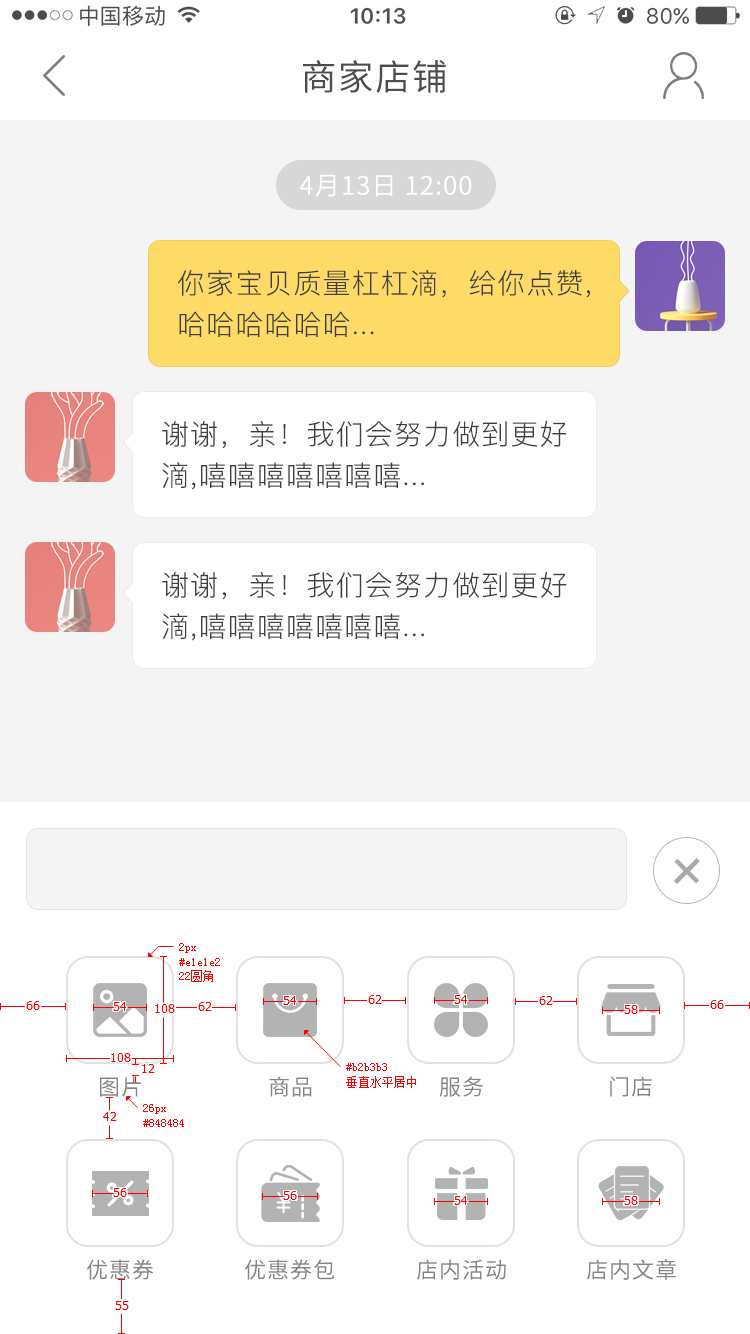 中国移动
10:13
80%
商家店铺
4月13日 12:00
你家宝贝质量杠杠滴，给你点赞,
哈哈哈哈哈哈...
谢谢，亲！我们会努力做到更好
滴,嘻嘻嘻嘻嘻嘻嘻...
谢谢，亲！我们会努力做到更好
滴,嘻嘻嘻嘻嘻嘻嘻...
2px
#e1e1e2
22圆角
66
54
108
62
54
62
54
62
58
66
108
12
#b2b3b3
垂直水平居中
图片
商品
服务
门店
26px
#848484
42
56
¥
56
54
58
优惠券
优惠券包
店内活动
店内文章
55